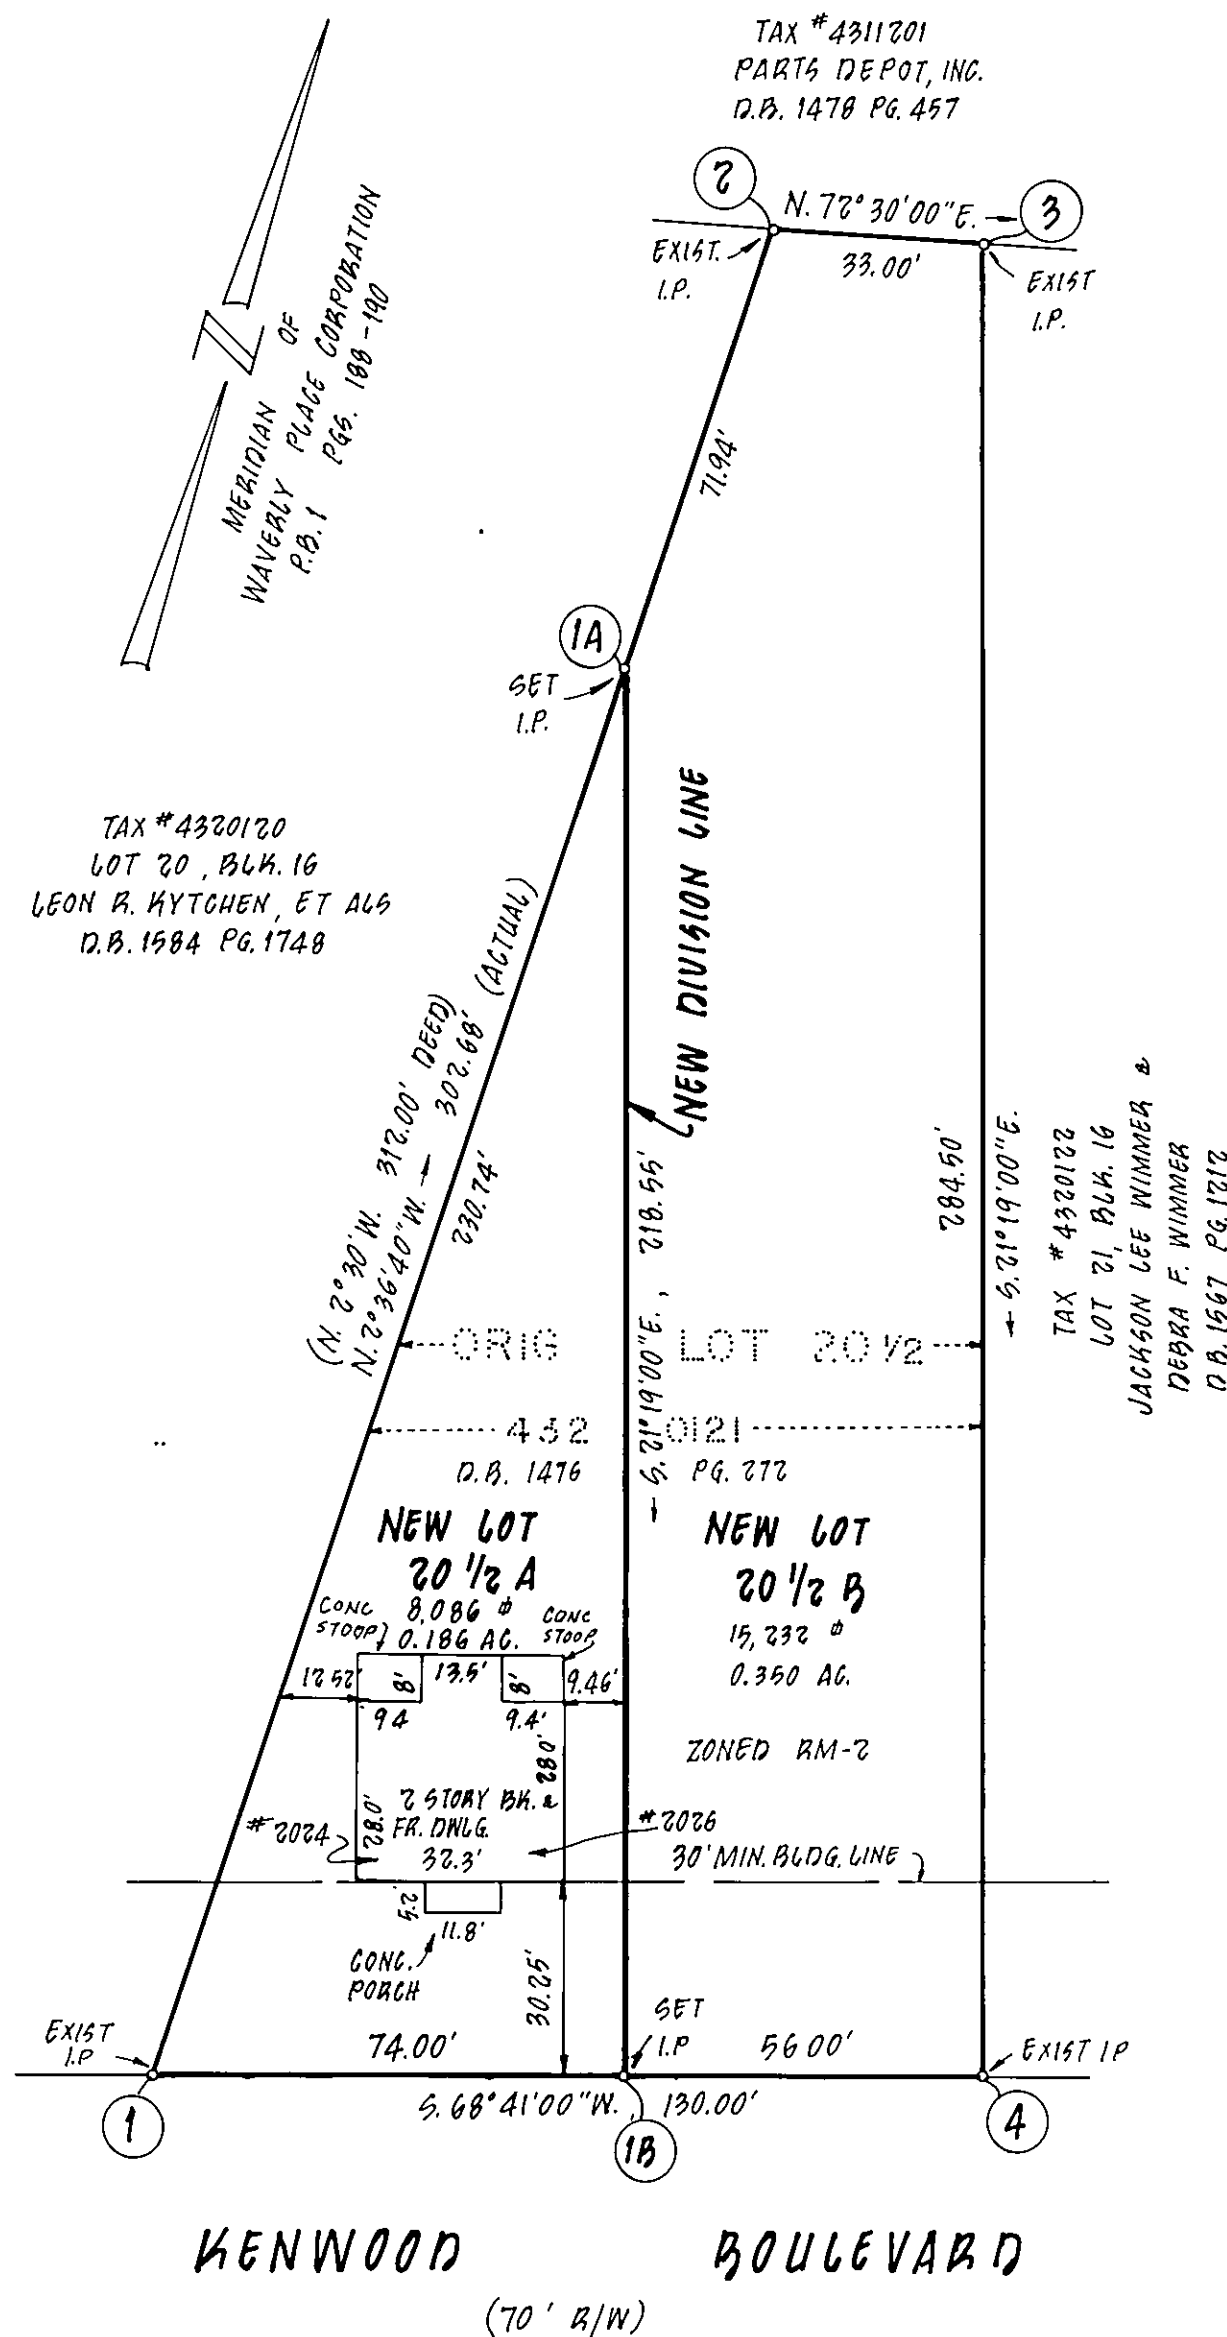 TAX #4311201
PARTS DEPOT, INC.
D.B. 1478 PG. 457
2
N. 72° 30' 00" E.
3
EXIST.
I.P.
33.00'
EXIST
I.P.
MERIDIAN OF
WAVERLY PLACE CORPORATION
P.B. 1 PGS. 188-190
71.94'
1A
SET
I.P.
TAX #4320120
LOT 20, BLK. 16
LEON R. KYTCHEN, ET ALS
D.B. 1584 PG. 1748
NEW DIVISION LINE
(N. 2° 30' W. 312.00' DEED)
N. 2° 36' 40" W. 302.68' (ACTUAL)
230.74'
S. 21° 19' 00" E., 218.55'
284.50'
S. 21° 19' 00" E.
TAX #4320122
LOT 21, BLK. 16
JACKSON LEE WIMMER &
DEBRA F. WIMMER
D.B. 1567 PG. 1212
ORIG LOT 20 1/2
432 0121
D.B. 1476 PG. 272
NEW LOT
20 1/2 A
8,086 ⏀
0.186 AC.
NEW LOT
20 1/2 B
15,232 ⏀
0.350 AC.
CONC
STOOP
CONC
STOOP
12.52'
8'
13.5'
8'
9.46'
9.4
9.4'
ZONED RM-2
28.0'
28.0'
2 STORY BK. &
FR. DWLG.
32.3'
#2024
#2026
30' MIN. BLDG. LINE
2.5'
11.8'
CONC.
PORCH
30.25'
EXIST
I.P
74.00'
SET
I.P
56.00'
EXIST I P
S. 68° 41' 00" W., 130.00'
1
1B
4
KENWOOD BOULEVARD
(70' R/W)